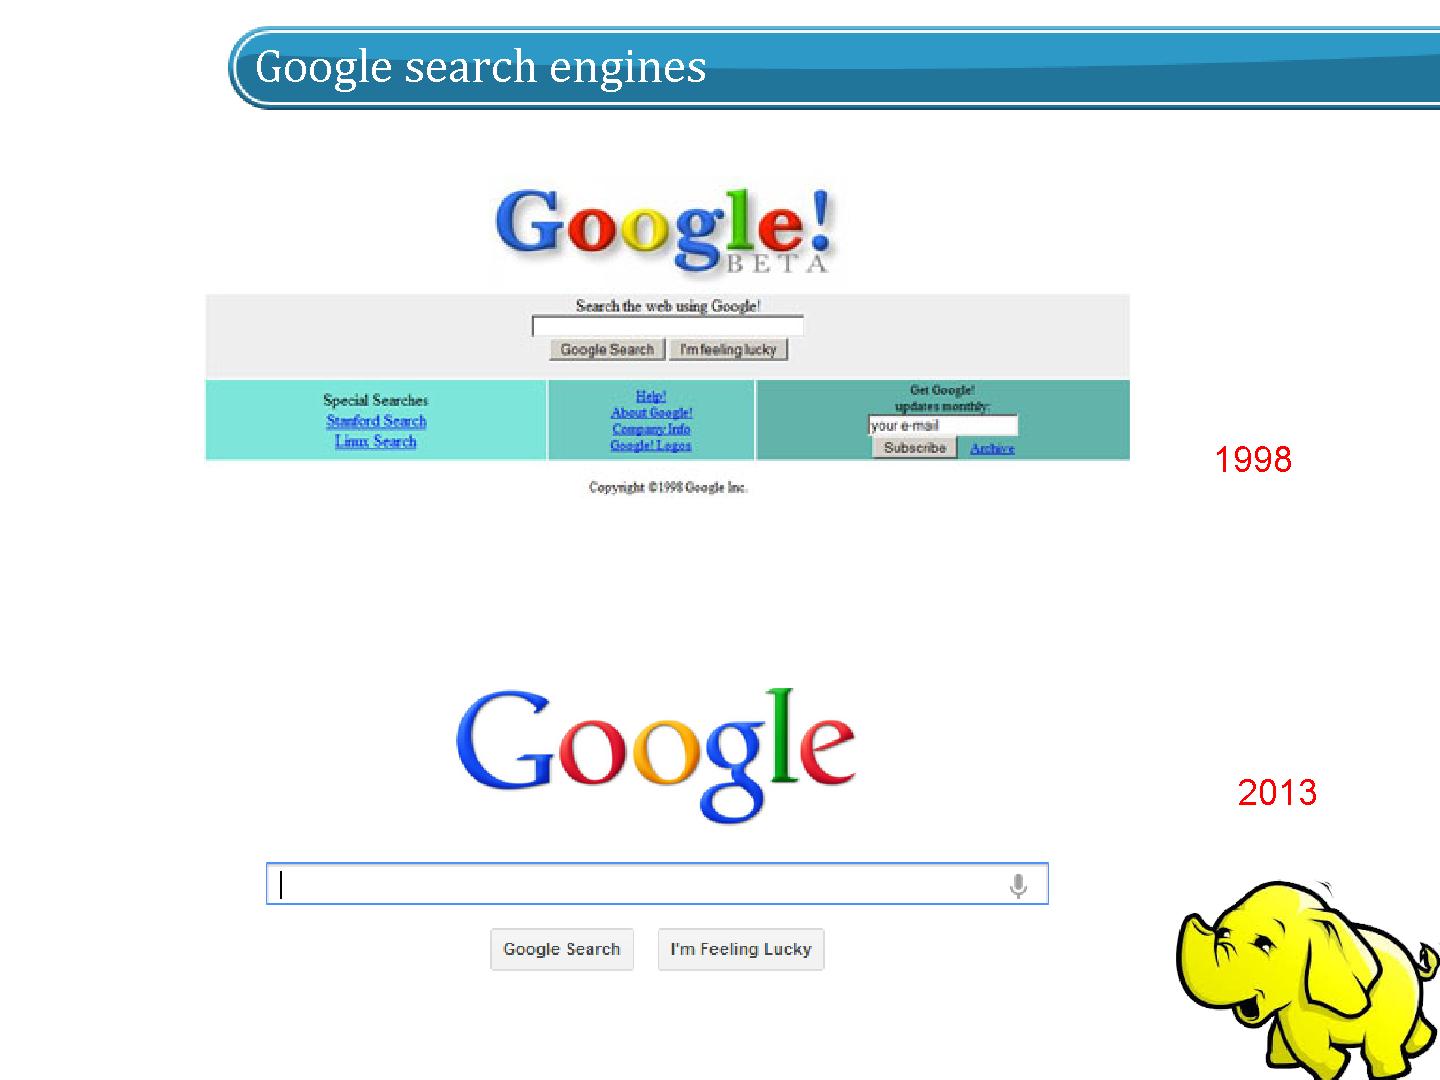 Google search engines
Google!
BETA
Search the web using Google!
Google Search I'm feeling lucky
Special Searches
Stanford Search
Linux Search
Help!
About Google!
Company Info
Google! Logos
Get Google!
updates monthly:
your e-mail
Subscribe Archive
1998
Copyright ©1998 Google Inc.
Google
2013
Google Search I'm Feeling Lucky